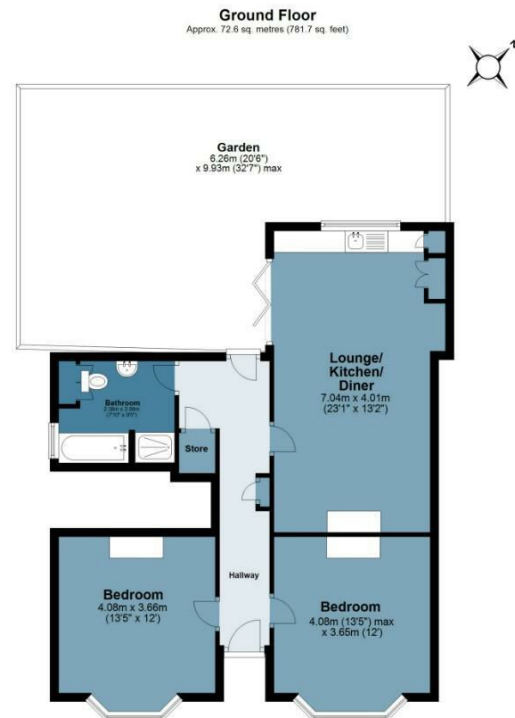 Ground Floor
Approx. 72.6 sq. metres (781.7 sq. feet)
Garden
6.26m (20'6")
x 9.93m (32'7") max
Lounge/
Kitchen/
Diner
7.04m x 4.01m
(23'1" x 13'2")
Bathroom
Store
Hallway
Bedroom
4.08m x 3.66m
(13'5" x 12')
Bedroom
4.08m (13'5") max
x 3.65m (12')